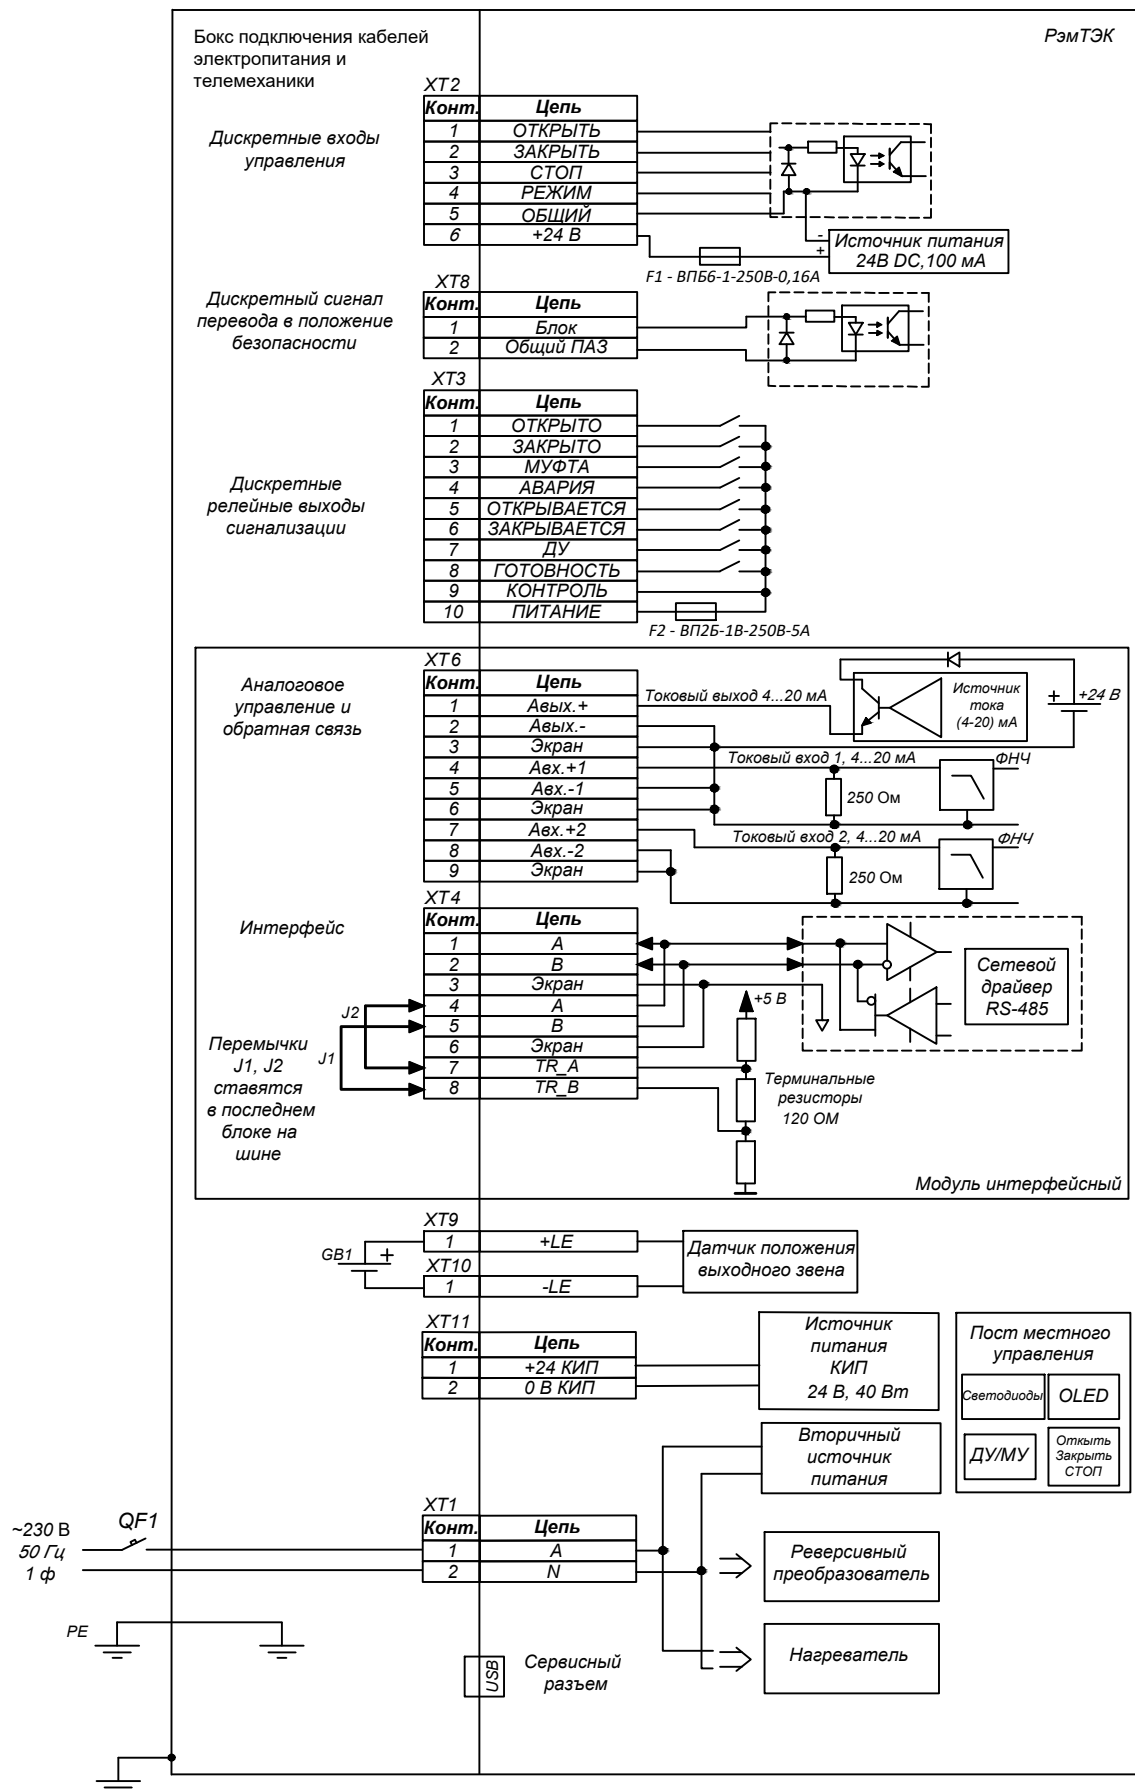 Бокс подключения кабелей
электропитания и
телемеханики
РэмТЭК
XT2
Конт. Цепь
Дискретные входы
управления
1 ОТКРЫТЬ
2 ЗАКРЫТЬ
3 СТОП
4 РЕЖИМ
5 ОБЩИЙ
6 +24 В
-
+
Источник питания
24В DC,100 мА
F1 - ВПБ6-1-250В-0,16А
Дискретный сигнал
перевода в положение
безопасности
XT8
Конт. Цепь
1 Блок
2 Общий ПАЗ
XT3
Конт. Цепь
Дискретные
релейные выходы
сигнализации
1 ОТКРЫТО
2 ЗАКРЫТО
3 МУФТА
4 АВАРИЯ
5 ОТКРЫВАЕТСЯ
6 ЗАКРЫВАЕТСЯ
7 ДУ
8 ГОТОВНОСТЬ
9 КОНТРОЛЬ
10 ПИТАНИЕ
F2 - ВП2Б-1В-250В-5А
Аналоговое
управление и
обратная связь
XT6
Конт. Цепь
1 Авых.+
2 Авых.-
3 Экран
4 Авх.+1
5 Авх.-1
6 Экран
7 Авх.+2
8 Авх.-2
9 Экран
Токовый выход 4...20 мА
Источник
тока
(4-20) мА
+ +24 В
Токовый вход 1, 4...20 мА
ФНЧ
250 Ом
Токовый вход 2, 4...20 мА
ФНЧ
250 Ом
Интерфейс
XT4
Конт. Цепь
1 A
2 B
3 Экран
4 A
5 B
6 Экран
7 TR_A
8 TR_B
J2
J1
Перемычки
J1, J2
ставятся
в последнем
блоке на
шине
+5 В
Терминальные
резисторы
120 ОМ
Сетевой
драйвер
RS-485
Модуль интерфейсный
XT9
1 +LE
GB1 +
XT10
1 -LE
Датчик положения
выходного звена
XT11
Конт. Цепь
1 +24 КИП
2 0 В КИП
Источник
питания
КИП
24 В, 40 Вт
Пост местного
управления
Светодиоды
OLED
ДУ/МУ
Откыть
Закрыть
СТОП
Вторичный
источник
питания
~230 В
50 Гц
1 ф
QF1
XT1
Конт. Цепь
1 A
2 N
Реверсивный
преобразователь
PE
Нагреватель
USB
Сервисный
разъем